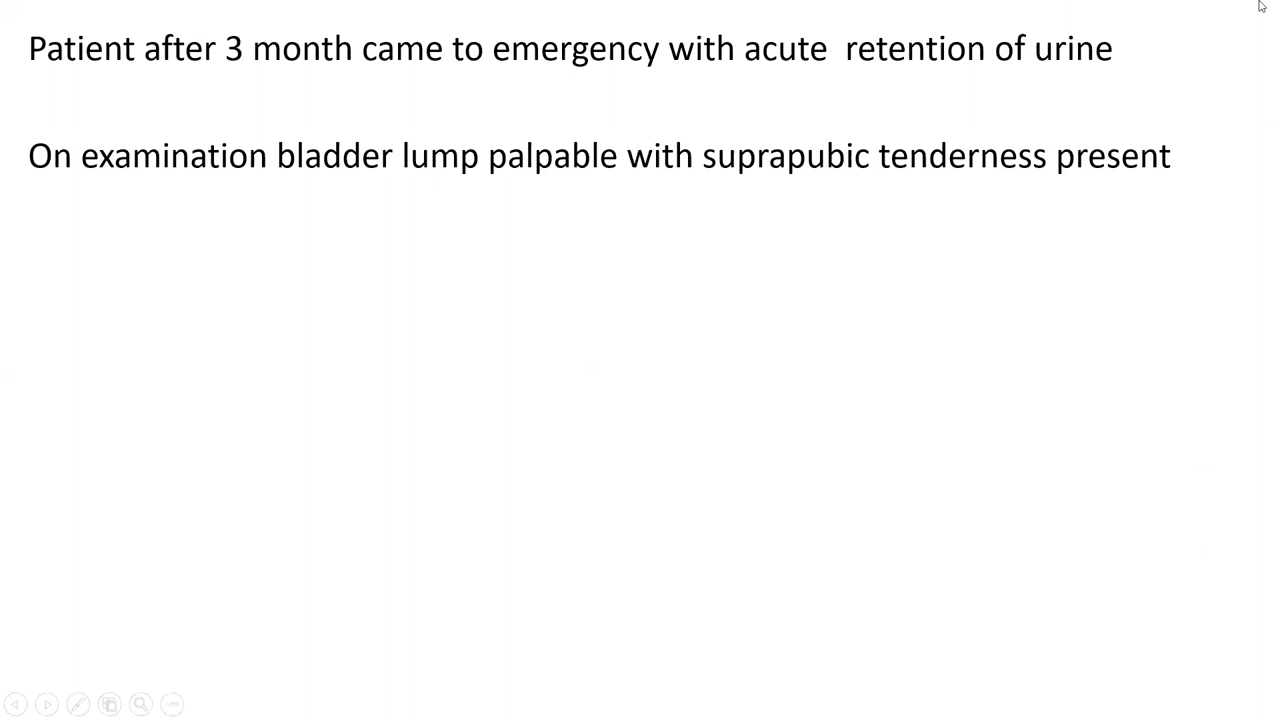 Patient after 3 month came to emergency with acute  retention of urine
On examination bladder lump palpable with suprapubic tenderness present